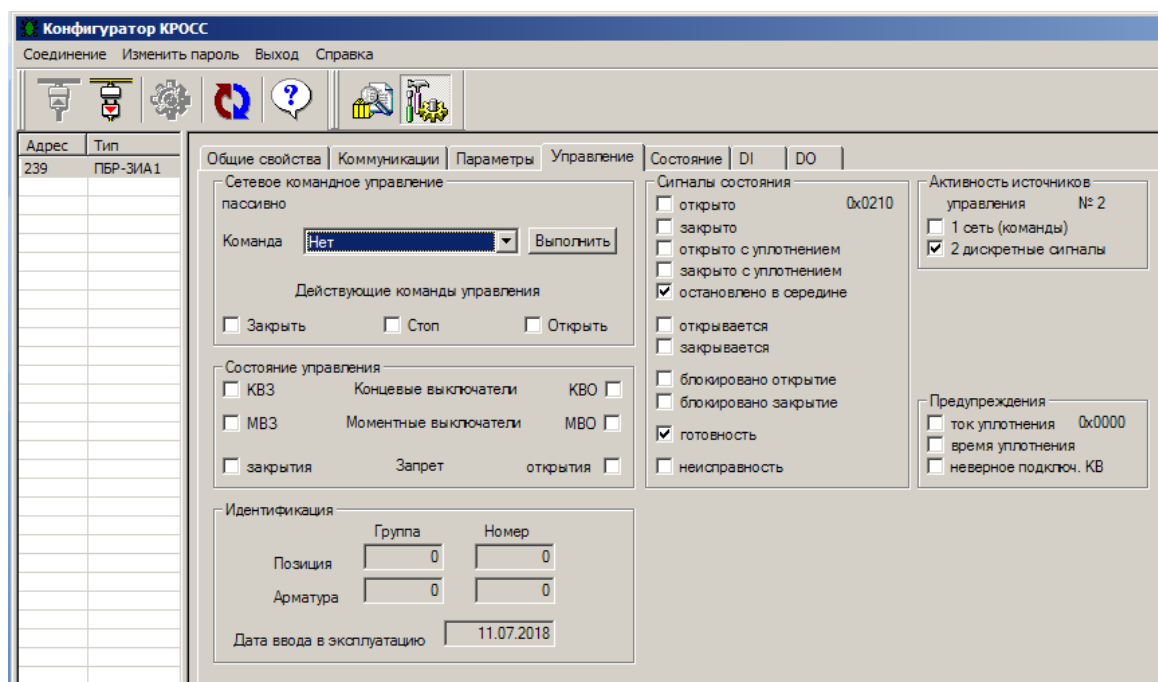 Конфигуратор КРОСС
Соединение Изменить пароль Выход Справка
Адрес Тип
239 ПБР-3ИА1
Общие свойства Коммуникации Параметры Управление Состояние DI DO
Сетевое командное управление
пассивно
Команда Нет Выполнить
Действующие команды управления
Закрыть Стоп Открыть
Состояние управления
КВЗ Концевые выключатели КВО
МВЗ Моментные выключатели МВО
закрытия Запрет открытия
Идентификация
Группа Номер
Позиция 0 0
Арматура 0 0
Дата ввода в эксплуатацию 11.07.2018
Сигналы состояния
открыто 0x0210
закрыто
открыто с уплотнением
закрыто с уплотнением
остановлено в середине
открывается
закрывается
блокировано открытие
блокировано закрытие
готовность
неисправность
Активность источников
управления № 2
1 сеть (команды)
2 дискретные сигналы
Предупреждения
ток уплотнения 0x0000
время уплотнения
неверное подключ. КВ